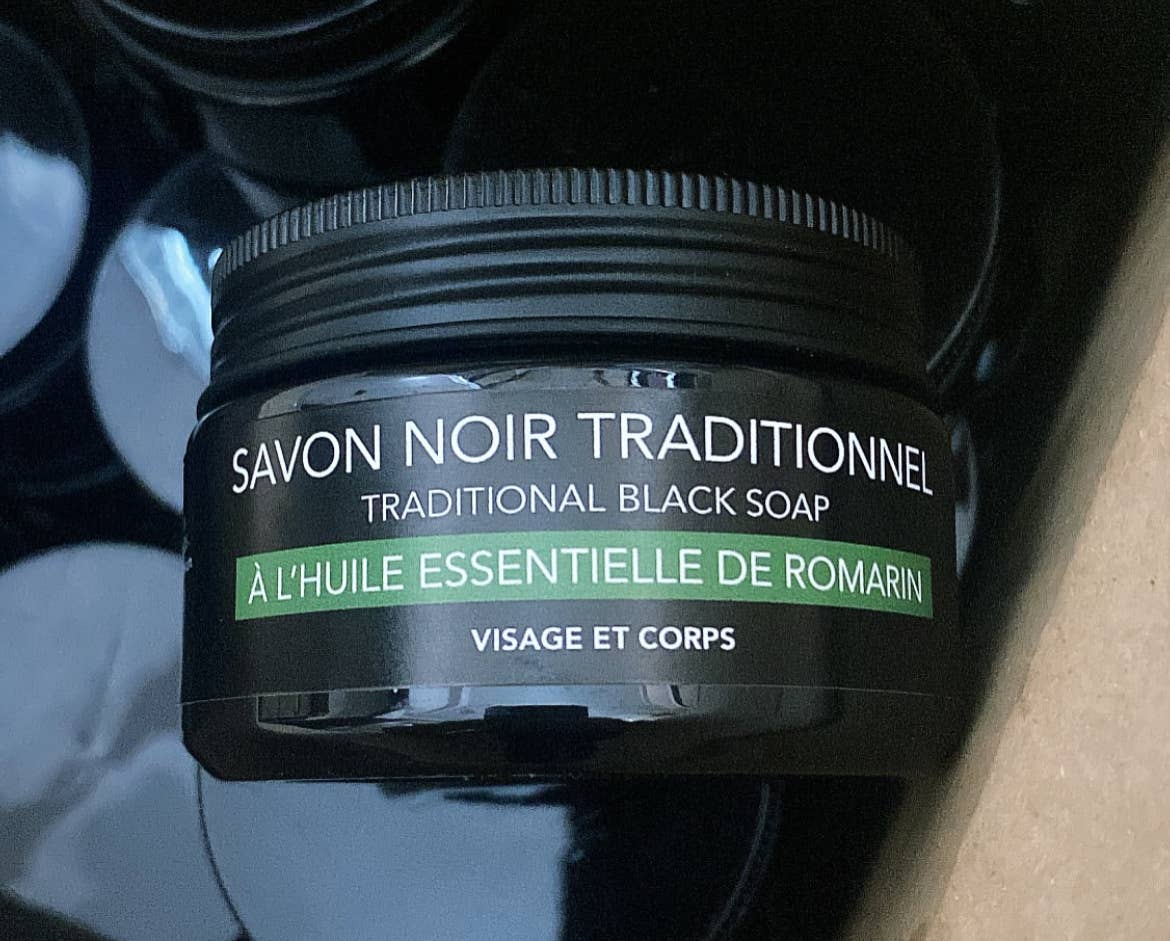 SAVON NOIR TRADITIONNEL
TRADITIONAL BLACK SOAP
À L'HUILE ESSENTIELLE DE ROMARIN
VISAGE ET CORPS